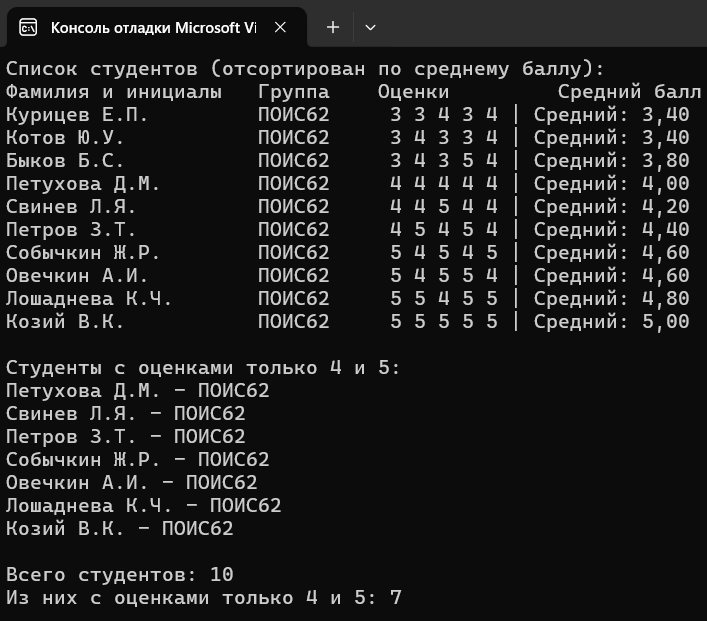 Консоль отладки Microsoft Vi
Список студентов (отсортирован по среднему баллу):
Фамилия и инициалы Группа Оценки Средний балл
Курицев Е.П. ПОИС62 3 3 4 3 4 | Средний: 3,40
Котов Ю.У. ПОИС62 3 4 3 3 4 | Средний: 3,40
Быков Б.С. ПОИС62 3 4 3 5 4 | Средний: 3,80
Петухова Д.М. ПОИС62 4 4 4 4 4 | Средний: 4,00
Свинев Л.Я. ПОИС62 4 4 5 4 4 | Средний: 4,20
Петров З.Т. ПОИС62 4 5 4 5 4 | Средний: 4,40
Собычкин Ж.Р. ПОИС62 5 4 5 4 5 | Средний: 4,60
Овечкин А.И. ПОИС62 5 4 5 5 4 | Средний: 4,60
Лошаднева К.Ч. ПОИС62 5 5 4 5 5 | Средний: 4,80
Козий В.К. ПОИС62 5 5 5 5 5 | Средний: 5,00
Студенты с оценками только 4 и 5:
Петухова Д.М. – ПОИС62
Свинев Л.Я. – ПОИС62
Петров З.Т. – ПОИС62
Собычкин Ж.Р. – ПОИС62
Овечкин А.И. – ПОИС62
Лошаднева К.Ч. – ПОИС62
Козий В.К. – ПОИС62
Всего студентов: 10
Из них с оценками только 4 и 5: 7